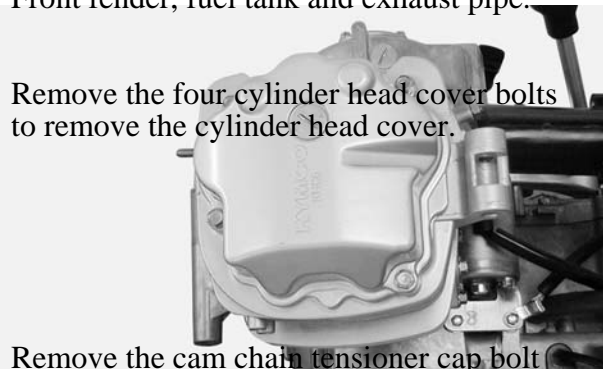 Front fender, fuel tank and exhaust pipe.
Remove the four cylinder head cover bolts
to remove the cylinder head cover.
KYMCO
Remove the cam chain tensioner cap bolt